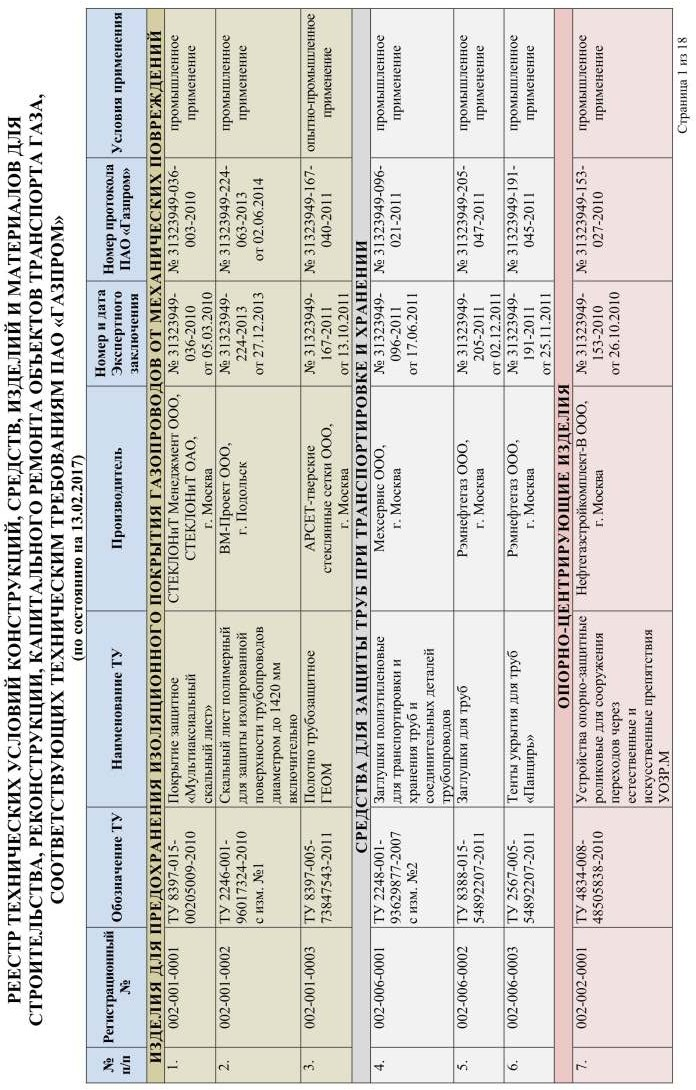 РЕЕСТР ТЕХНИЧЕСКИХ УСЛОВИЙ КОНСТРУКЦИЙ, СРЕДСТВ, ИЗДЕЛИЙ И МАТЕРИАЛОВ ДЛЯ
СТРОИТЕЛЬСТВА, РЕКОНСТРУКЦИИ, КАПИТАЛЬНОГО РЕМОНТА ОБЪЕКТОВ ТРАНСПОРТА ГАЗА,
СООТВЕТСТВУЮЩИХ ТЕХНИЧЕСКИМ ТРЕБОВАНИЯМ ПАО «ГАЗПРОМ»
(по состоянию на 13.02.2017)
№
п/п
Регистрационный
№
Обозначение ТУ
Наименование ТУ
Производитель
Номер и дата
Экспертного
заключения
Номер протокола
ПАО «Газпром»
Условия применения
ИЗДЕЛИЯ ДЛЯ ПРЕДОХРАНЕНИЯ ИЗОЛЯЦИОННОГО ПОКРЫТИЯ ГАЗОПРОВОДОВ ОТ МЕХАНИЧЕСКИХ ПОВРЕЖДЕНИЙ
1.
002-001-0001
ТУ 8397-015-
00205009-2010
Покрытие защитное
«Мультиаксиальный
скальный лист»
СТЕКЛОНиТ Менеджмент ООО,
СТЕКЛОНиТ ОАО,
г. Москва
№ 31323949-
036-2010
от 05.03.2010
№ 31323949-036-
003-2010
промышленное
применение
2.
002-001-0002
ТУ 2246-001-
96017324-2010
с изм. №1
Скальный лист полимерный
для защиты изолированной
поверхности трубопроводов
диаметром до 1420 мм
включительно
ВМ-Проект ООО,
г. Подольск
№ 31323949-
224-2013
от 27.12.2013
№ 31323949-224-
063-2013
от 02.06.2014
промышленное
применение
3.
002-001-0003
ТУ 8397-005-
73847543-2011
Полотно трубозащитное
ГЕОМ
АРСЕТ-тверские
стеклянные сетки ООО,
г. Москва
№ 31323949-
167-2011
от 13.10.2011
№ 31323949-167-
040-2011
опытно-промышленное
применение
СРЕДСТВА ДЛЯ ЗАЩИТЫ ТРУБ ПРИ ТРАНСПОРТИРОВКЕ И ХРАНЕНИИ
4.
002-006-0001
ТУ 2248-001-
93629877-2007
с изм. №2
Заглушки полиэтиленовые
для транспортировки и
хранения труб и
соединительных деталей
трубопроводов
Мехсервис ООО,
г. Москва
№ 31323949-
096-2011
от 17.06.2011
№ 31323949-096-
021-2011
промышленное
применение
5.
002-006-0002
ТУ 8388-015-
54892207-2011
Заглушки для труб
Рэмнефтегаз ООО,
г. Москва
№ 31323949-
205-2011
от 02.12.2011
№ 31323949-205-
047-2011
промышленное
применение
6.
002-006-0003
ТУ 2567-005-
54892207-2011
Тенты укрытия для труб
«Панцирь»
Рэмнефтегаз ООО,
г. Москва
№ 31323949-
191-2011
от 25.11.2011
№ 31323949-191-
045-2011
промышленное
применение
ОПОРНО-ЦЕНТРИРУЮЩИЕ ИЗДЕЛИЯ
7.
002-002-0001
ТУ 4834-008-
48505838-2010
Устройства опорно-защитные
роликовые для сооружения
переходов через
естественные и
искусственные препятствия
УОЗР.М
Нефтегазстройкомплект-В ООО,
г. Москва
№ 31323949-
153-2010
от 26.10.2010
№ 31323949-153-
027-2010
промышленное
применение
Страница 1 из 18